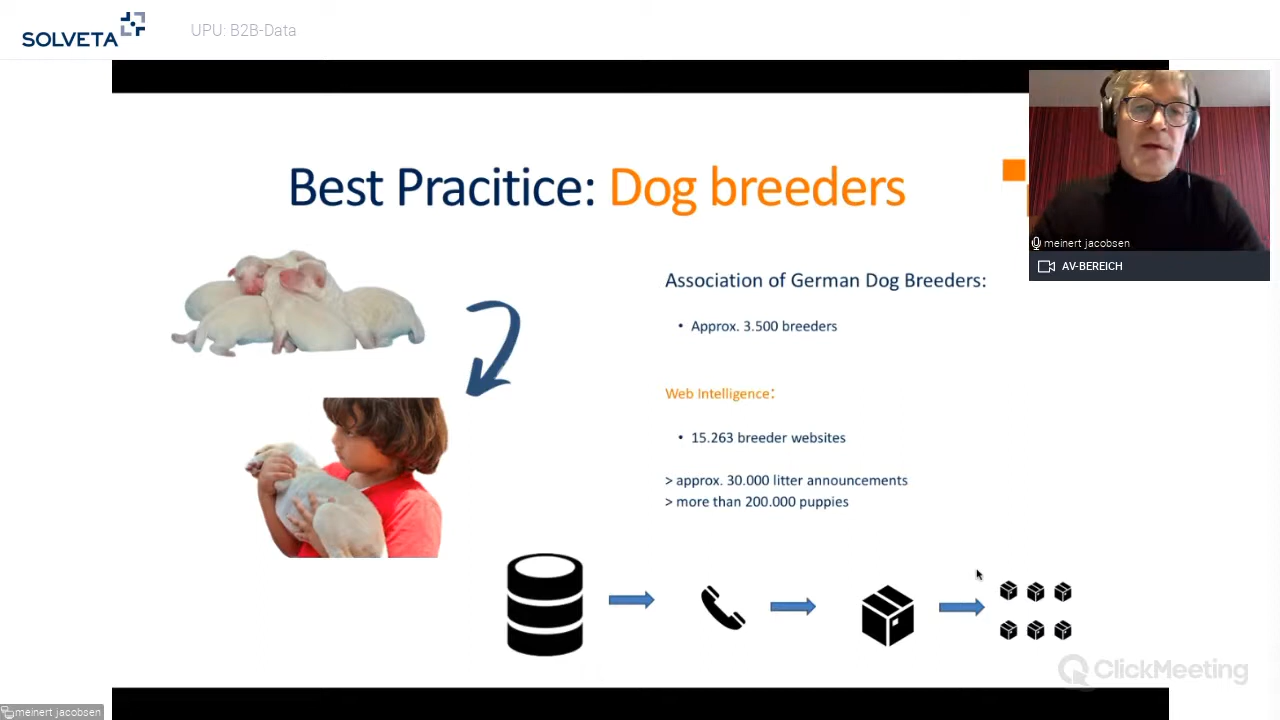 SOLVETA
UPU: B2B-Data
Best Pracitice: Dog breeders
Association of German Dog Breeders:
• Approx. 3.500 breeders
Web Intelligence:
• 15.263 breeder websites
> approx. 30.000 litter announcements
> more than 200.000 puppies
meinert jacobsen
AV-BEREICH
ClickMeeting
meinert jacobsen